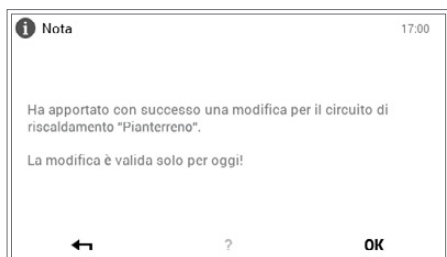 Nota
17:00
Ha apportato con successo una modifica per il circuito di
riscaldamento "Pianterreno".
La modifica è valida solo per oggi!
?
OK